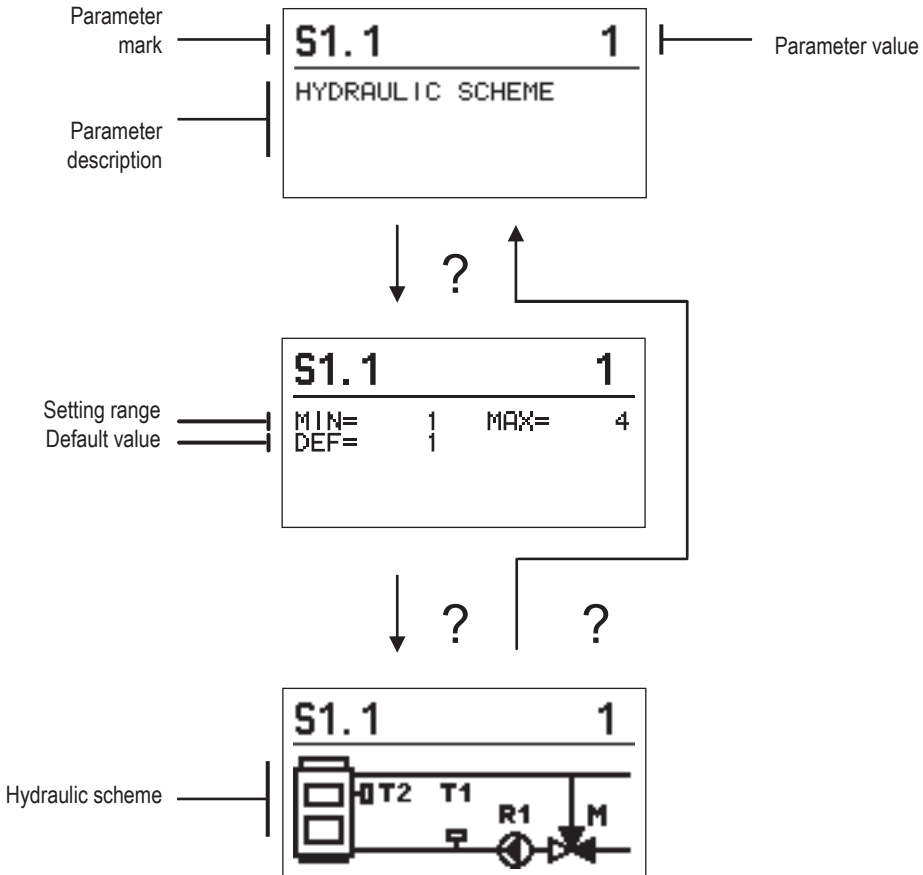 Parameter
mark
S1.1 1
Parameter value
HYDRAULIC SCHEME
Parameter
description
?
S1.1 1
Setting range
MIN= 1 MAX= 4
Default value
DEF= 1
? ?
S1.1 1
Hydraulic scheme
T2 T1
R1 M